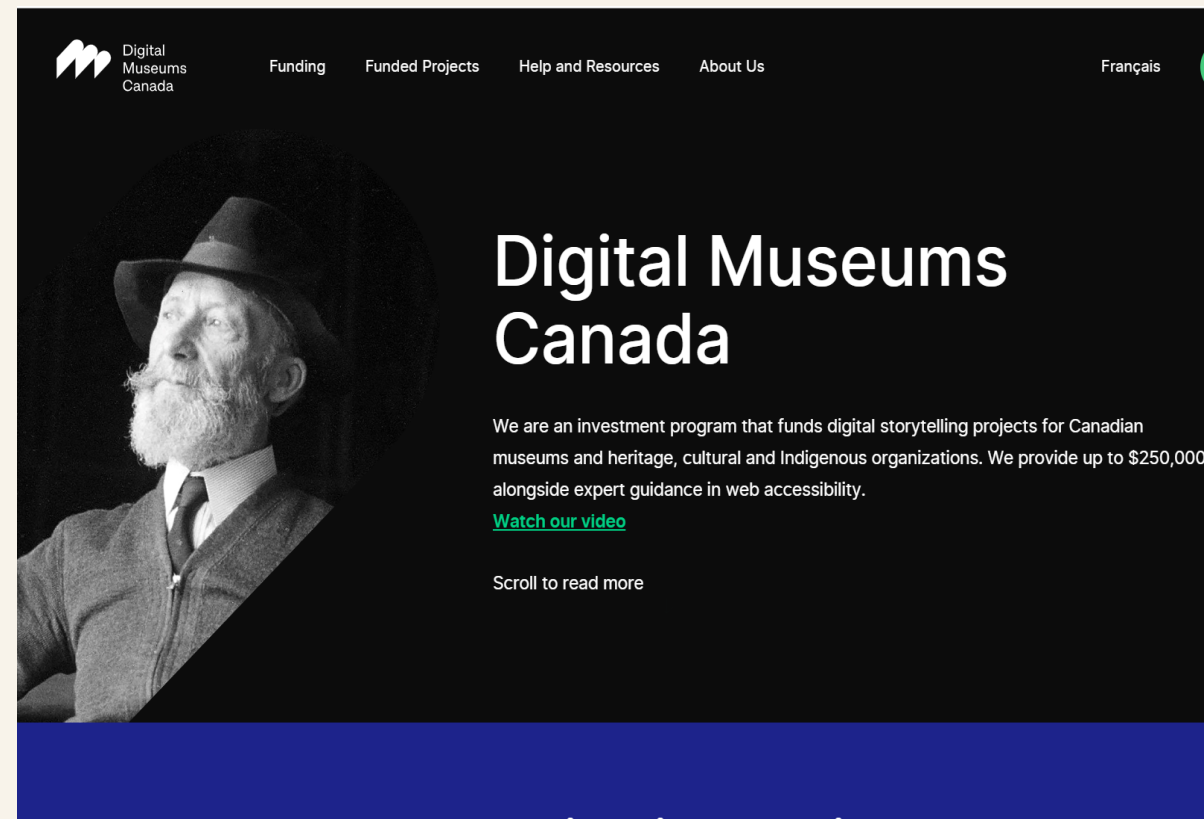 Digital
Museums
Canada
Funding
Funded Projects
Help and Resources
About Us
Français
Digital Museums
Canada
We are an investment program that funds digital storytelling projects for Canadian
museums and heritage, cultural and Indigenous organizations. We provide up to $250,000
alongside expert guidance in web accessibility.
Watch our video
Scroll to read more